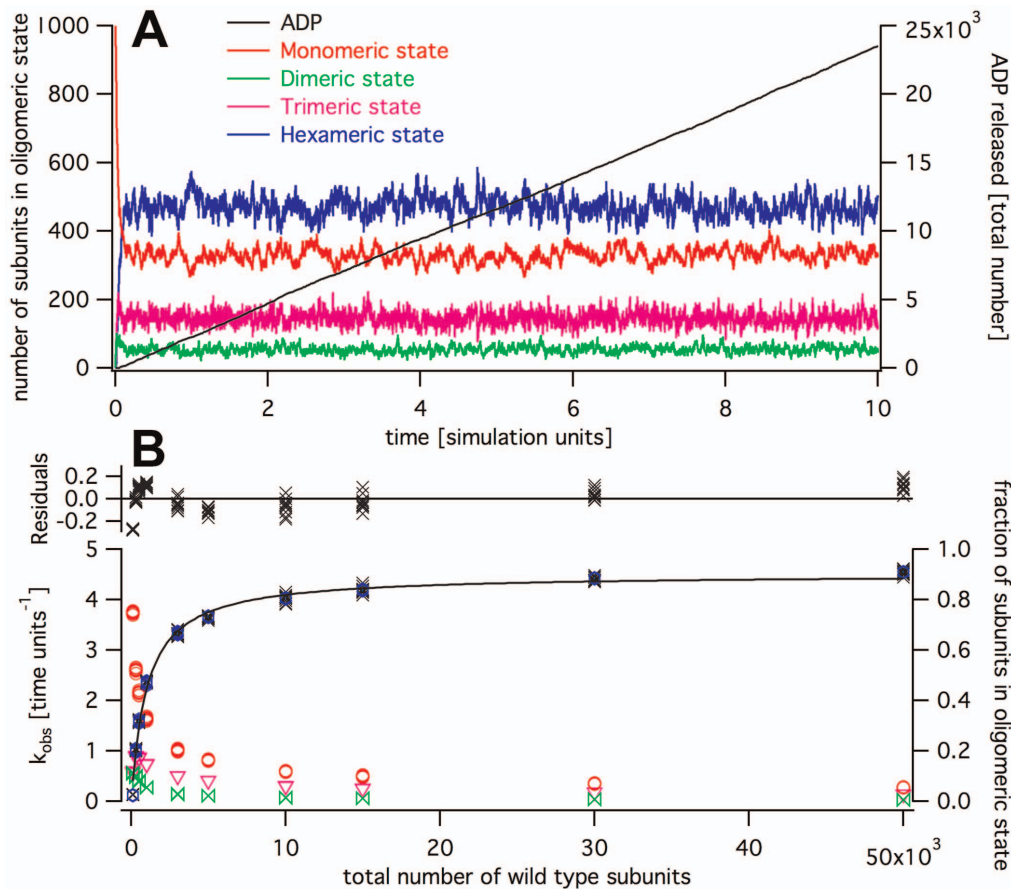 A
ADP
Monomeric state
Dimeric state
Trimeric state
Hexameric state
number of subunits in oligomeric state
1000
800
600
400
200
0
25x10³
20
15
10
5
0
ADP released [total number]
0
2
4
6
8
10
time [simulation units]
B
Residuals
0.2
0.0
-0.2
k_obs [time units⁻¹]
5
4
3
2
1
0
1.0
0.8
0.6
0.4
0.2
0.0
fraction of subunits in oligomeric state
0
10
20
30
40
50x10³
total number of wild type subunits